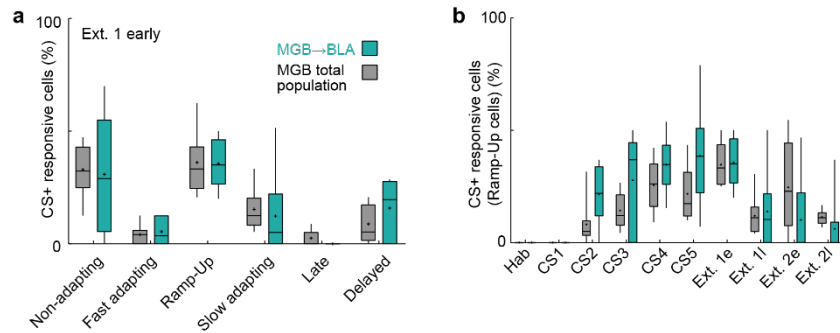 a
Ext. 1 early
MGB→BLA
MGB total
population
CS+ responsive cells (%)
100
0
Non-adapting
Fast adapting
Ramp-Up
Slow adapting
Late
Delayed
b
CS+ responsive cells
(Ramp-Up cells) (%)
100
0
Hab
CS1
CS2
CS3
CS4
CS5
Ext. 1e
Ext. 1l
Ext. 2e
Ext. 2l